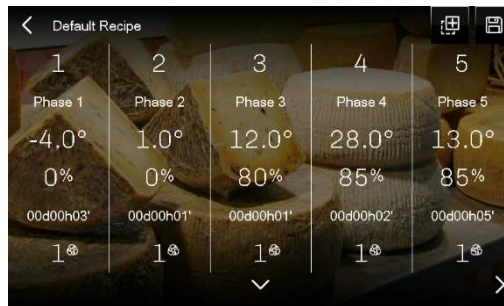 Default Recipe
1 2 3 4 5
Phase 1 Phase 2 Phase 3 Phase 4 Phase 5
-4.0° 1.0° 12.0° 28.0° 13.0°
0% 0% 80% 85% 85%
00d00h03' 00d00h01' 00d00h01' 00d00h02' 00d00h05'
1 1 1 1 1